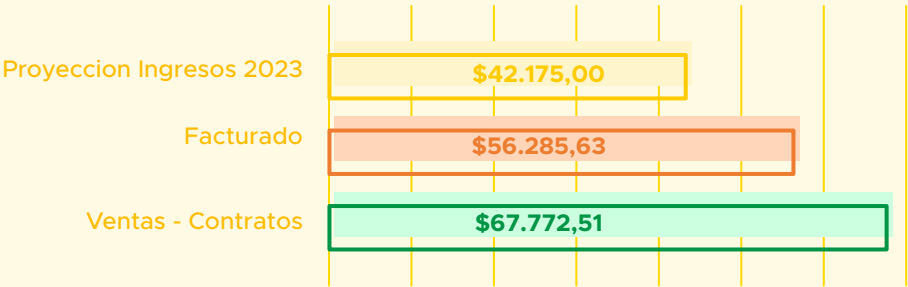 Proyeccion Ingresos 2023
$42.175,00
Facturado
$56.285,63
Ventas - Contratos
$67.772,51